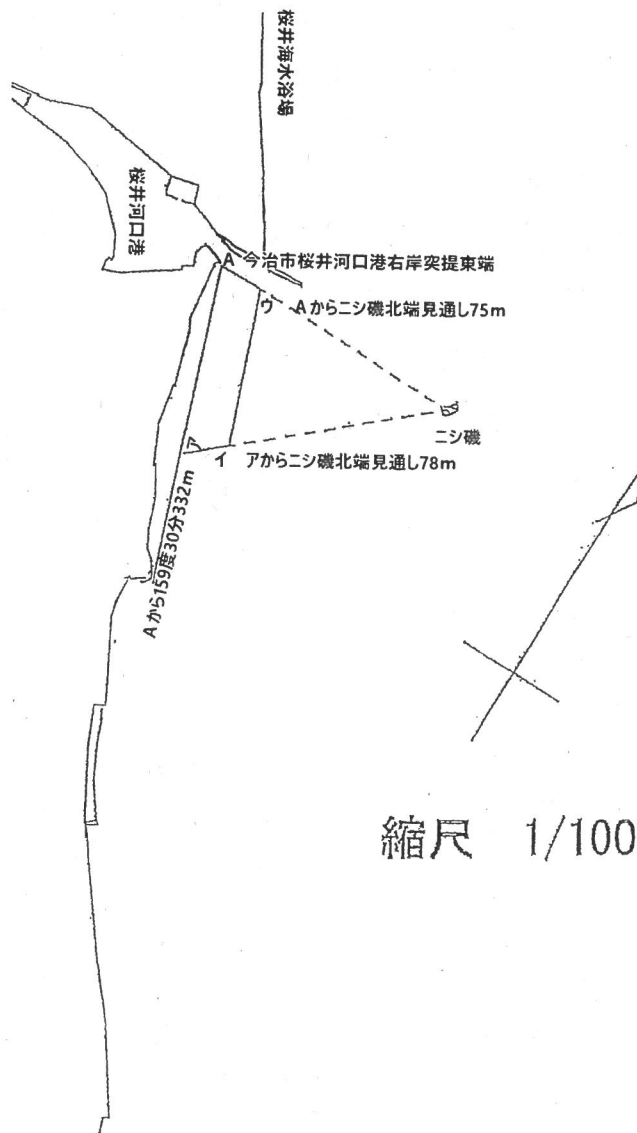 桜井海水浴場
桜井河口港
A 今治市桜井河口港右岸突提東端
ウ Aからニシ磯北端見通し75m
ニシ磯
ア
イ アからニシ磯北端見通し78m
Aから159度30分332m
縮尺 1/100